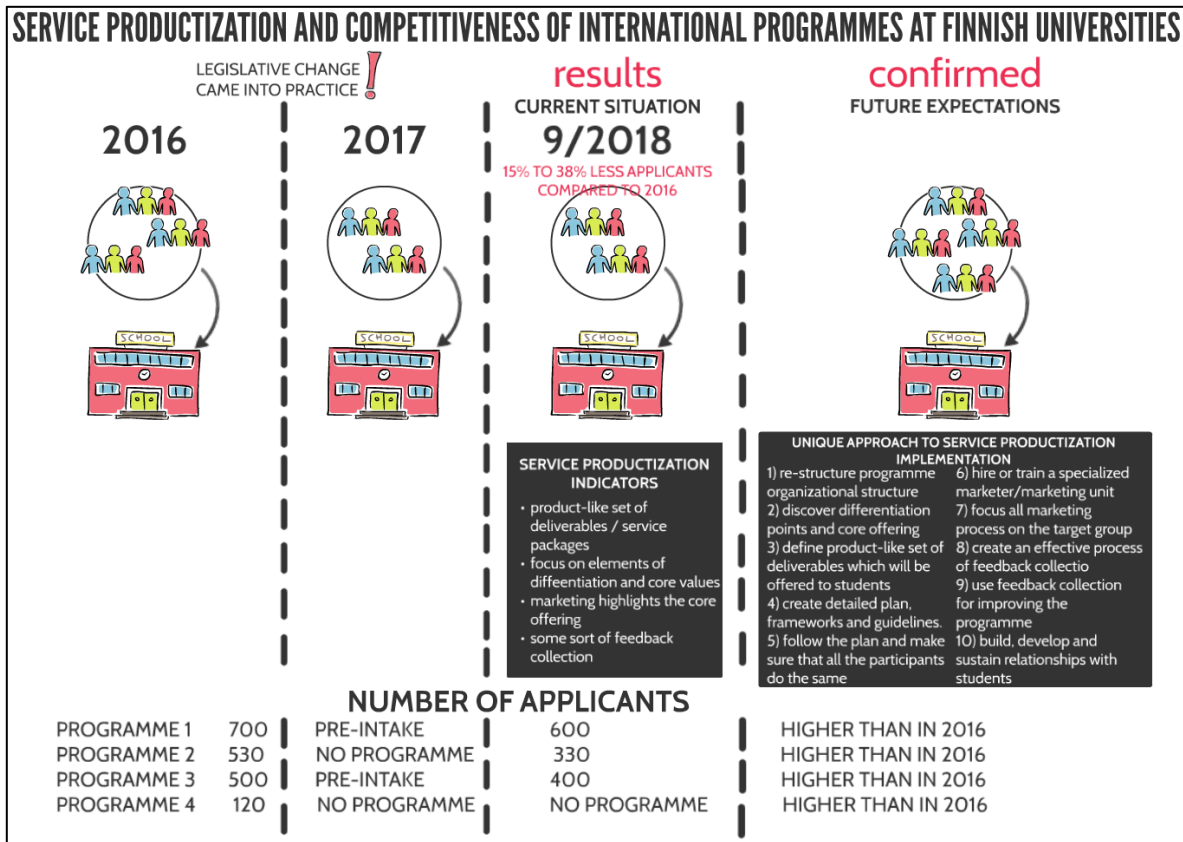 SERVICE PRODUCTIZATION AND COMPETITIVENESS OF INTERNATIONAL PROGRAMMES AT FINNISH UNIVERSITIES
LEGISLATIVE CHANGE
CAME INTO PRACTICE !
results
CURRENT SITUATION
confirmed
FUTURE EXPECTATIONS
2016
2017
9/2018
15% TO 38% LESS APPLICANTS
COMPARED TO 2016
SCHOOL
SCHOOL
SCHOOL
SCHOOL
SERVICE PRODUCTIZATION
INDICATORS
• product-like set of
deliverables / service
packages
• focus on elements of
diffentiation and core values
• marketing highlights the core
offering
• some sort of feedback
collection
UNIQUE APPROACH TO SERVICE PRODUCTIZATION
IMPLEMENTATION
1) re-structure programme
organizational structure
2) discover differentiation
points and core offering
3) define product-like set of
deliverables which will be
offered to students
4) create detailed plan,
frameworks and guidelines.
5) follow the plan and make
sure that all the participants
do the same
6) hire or train a specialized
marketer/marketing unit
7) focus all marketing
process on the target group
8) create an effective process
of feedback collectio
9) use feedback collection
for improving the
programme
10) build, develop and
sustain relationships with
students
NUMBER OF APPLICANTS
PROGRAMME 1 700 PRE-INTAKE 600 HIGHER THAN IN 2016
PROGRAMME 2 530 NO PROGRAMME 330 HIGHER THAN IN 2016
PROGRAMME 3 500 PRE-INTAKE 400 HIGHER THAN IN 2016
PROGRAMME 4 120 NO PROGRAMME NO PROGRAMME HIGHER THAN IN 2016